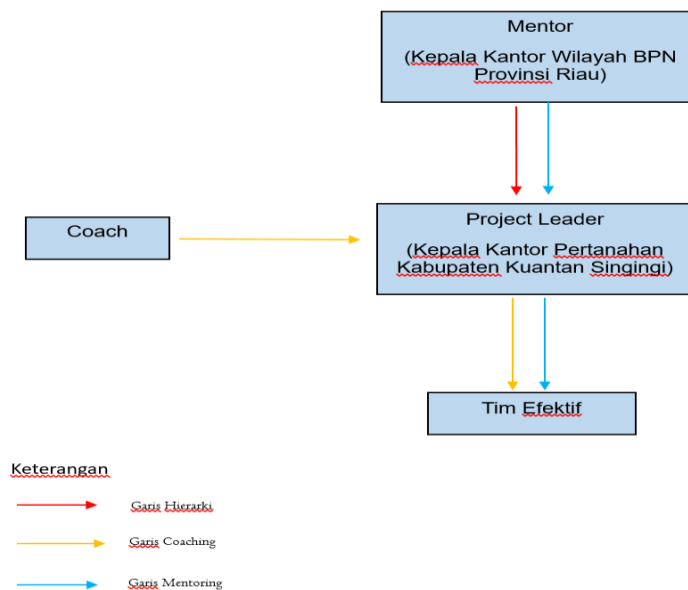 Mentor
(Kepala Kantor Wilayah BPN
Provinsi Riau)
Coach
Project Leader
(Kepala Kantor Pertanahan
Kabupaten Kuantan Singingi)
Tim Efektif
Keterangan
Garis Hierarki
Garis Coaching
Garis Mentoring